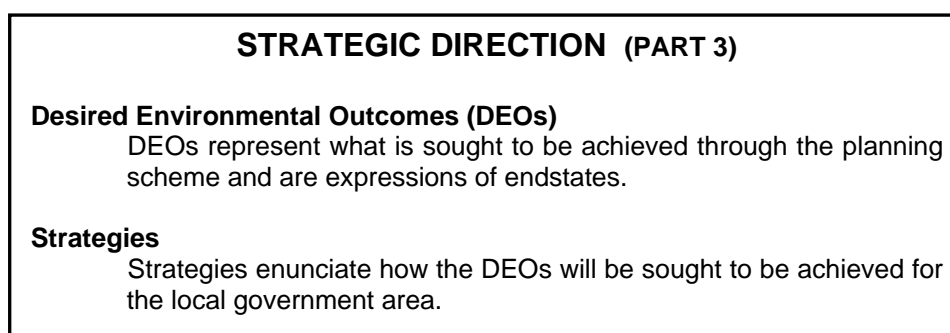 STRATEGIC DIRECTION (PART 3)
Desired Environmental Outcomes (DEOs)
DEOs represent what is sought to be achieved through the planning
scheme and are expressions of endstates.
Strategies
Strategies enunciate how the DEOs will be sought to be achieved for
the local government area.